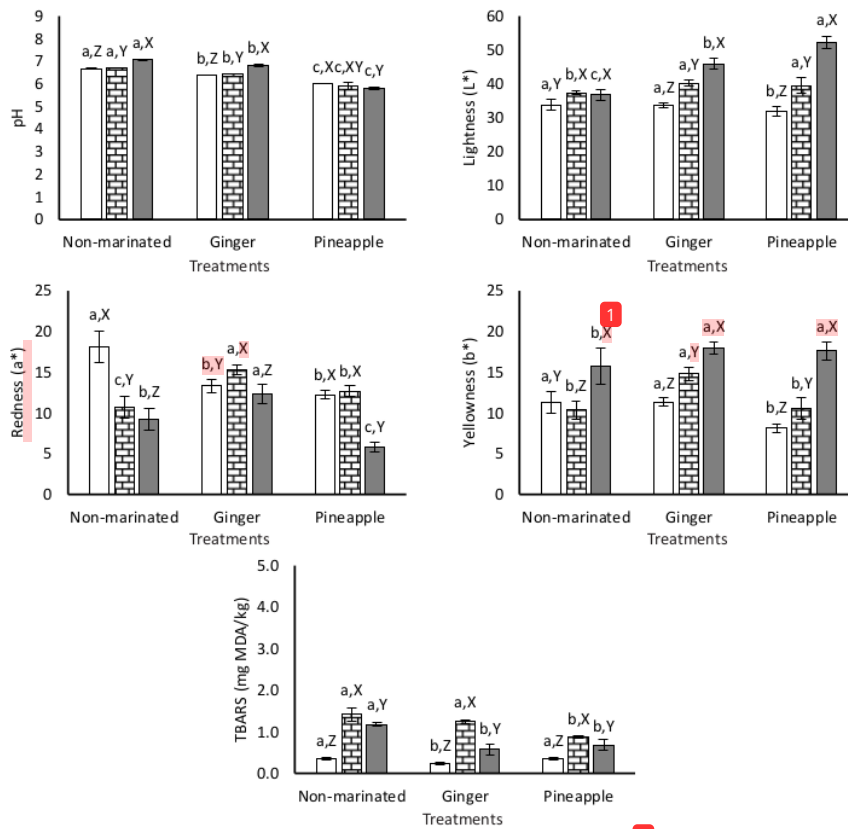 9
8
7
6
5
4
3
2
1
0
pH
a,Z a,Y a,X
b,Z b,Y b,X
c,X c,XY c,Y
Non-marinated Ginger Pineapple
Treatments
60
50
40
30
20
10
0
Lightness (L*)
a,Y b,X c,X
a,Z a,Y b,X
b,Z a,Y a,X
Non-marinated Ginger Pineapple
Treatments
25
20
15
10
5
0
Redness (a*)
a,X c,Y b,Z
b,Y a,X a,Z
b,X b,X c,Y
Non-marinated Ginger Pineapple
Treatments
25
20
15
10
5
0
Yellowness (b*)
1
a,Y b,Z b,X
a,Z a,Y a,X
b,Z b,Y a,X
Non-marinated Ginger Pineapple
Treatments
5.0
4.0
3.0
2.0
1.0
0.0
TBARS (mg MDA/kg)
a,Z a,X a,Y
b,Z a,X b,Y
a,Z b,X b,Y
Non-marinated Ginger Pineapple
Treatments